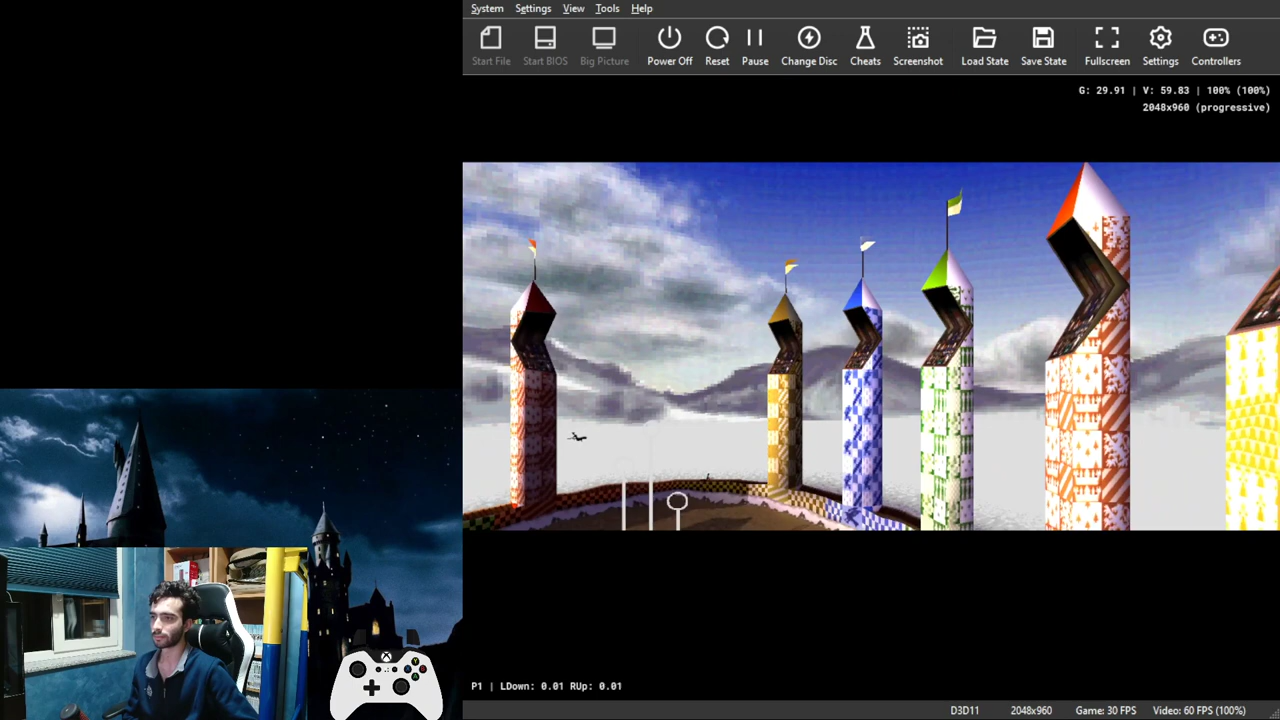 System Settings View Tools Help
Start File Start BIOS Big Picture Power Off Reset Pause Change Disc Cheats Screenshot Load State Save State Fullscreen Settings Controllers
G: 29.91 | V: 59.83 | 100% (100%)
2048x960 (progressive)
P1 | LDown: 0.01 RUp: 0.01
D3D11 2048x960 Game: 30 FPS Video: 60 FPS (100%)